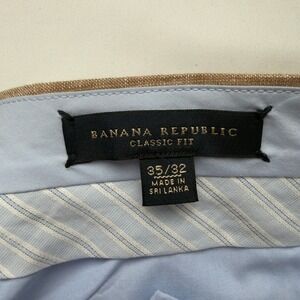 BANANA REPUBLIC
CLASSIC FIT
35/32
MADE IN
SRI LANKA